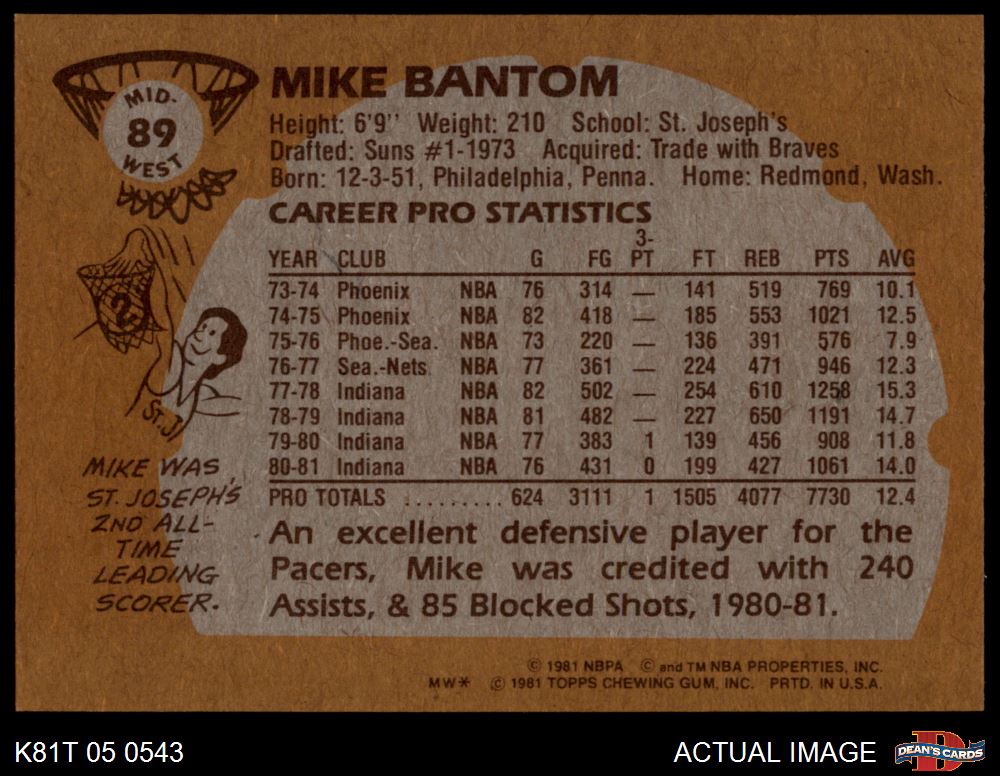 MID-
89
WEST
MIKE BANTOM
Height: 6'9'' Weight: 210 School: St. Joseph's
Drafted: Suns #1-1973 Acquired: Trade with Braves
Born: 12-3-51, Philadelphia, Penna. Home: Redmond, Wash.
CAREER PRO STATISTICS
YEAR CLUB G FG 3-PT FT REB PTS AVG
73-74 Phoenix NBA 76 314 — 141 519 769 10.1
74-75 Phoenix NBA 82 418 — 185 553 1021 12.5
75-76 Phoe.-Sea. NBA 73 220 — 136 391 576 7.9
76-77 Sea.-Nets NBA 77 361 — 224 471 946 12.3
77-78 Indiana NBA 82 502 — 254 610 1258 15.3
78-79 Indiana NBA 81 482 — 227 650 1191 14.7
79-80 Indiana NBA 77 383 1 139 456 908 11.8
80-81 Indiana NBA 76 431 0 199 427 1061 14.0
PRO TOTALS ......... 624 3111 1 1505 4077 7730 12.4
An excellent defensive player for the
Pacers, Mike was credited with 240
Assists, & 85 Blocked Shots, 1980-81.
2
ST. J
MIKE WAS
ST. JOSEPH'S
2ND ALL-
TIME
LEADING
SCORER.
© 1981 NBPA © and TM NBA PROPERTIES, INC.
MW* © 1981 TOPPS CHEWING GUM, INC. PRTD. IN U.S.A.
K81T 05 0543
ACTUAL IMAGE
D
DEAN'S CARDS